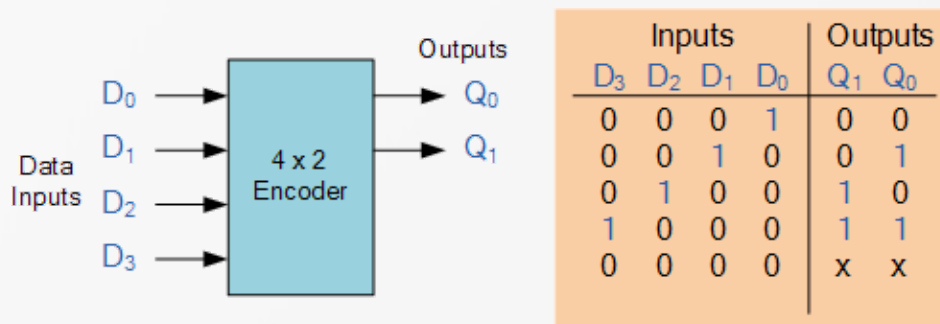 Outputs
D0
D1
D2
D3
Data
Inputs
4 x 2
Encoder
Q0
Q1
Inputs Outputs
D3 D2 D1 D0 Q1 Q0
0 0 0 1 0 0
0 0 1 0 0 1
0 1 0 0 1 0
1 0 0 0 1 1
0 0 0 0 x x